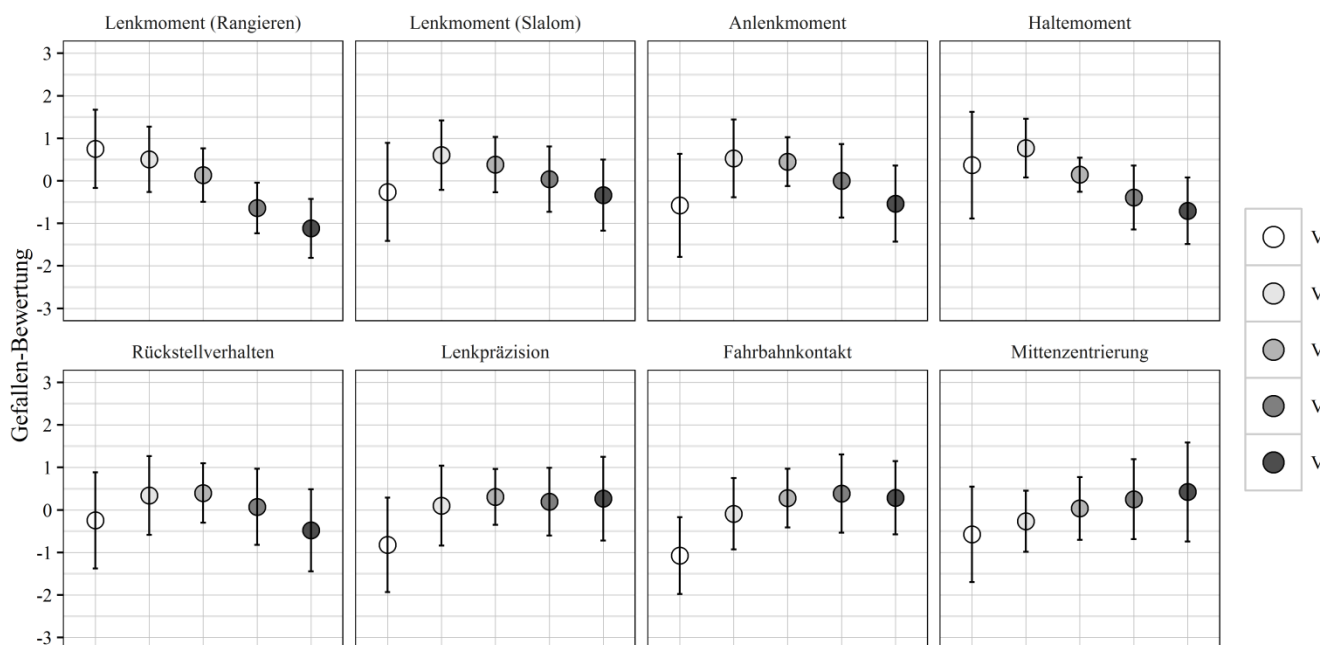 Lenkmoment (Rangieren) Lenkmoment (Slalom) Anlenkmoment Haltemoment
3
2
1
0
-1
-2
-3
Gefallen-Bewertung
Rückstellverhalten Lenkpräzision Fahrbahnkontakt Mittenzentrierung
3
2
1
0
-1
-2
-3
V
V
V
V
V